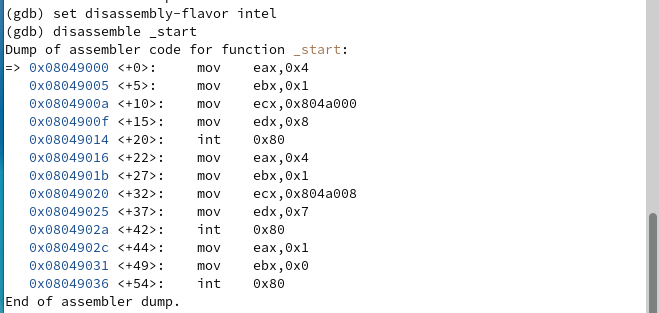 (gdb) set disassembly-flavor intel
(gdb) disassemble _start
Dump of assembler code for function _start:
=> 0x08049000 <+0>:     mov    eax,0x4
   0x08049005 <+5>:     mov    ebx,0x1
   0x0804900a <+10>:    mov    ecx,0x804a000
   0x0804900f <+15>:    mov    edx,0x8
   0x08049014 <+20>:    int    0x80
   0x08049016 <+22>:    mov    eax,0x4
   0x0804901b <+27>:    mov    ebx,0x1
   0x08049020 <+32>:    mov    ecx,0x804a008
   0x08049025 <+37>:    mov    edx,0x7
   0x0804902a <+42>:    int    0x80
   0x0804902c <+44>:    mov    eax,0x1
   0x08049031 <+49>:    mov    ebx,0x0
   0x08049036 <+54>:    int    0x80
End of assembler dump.